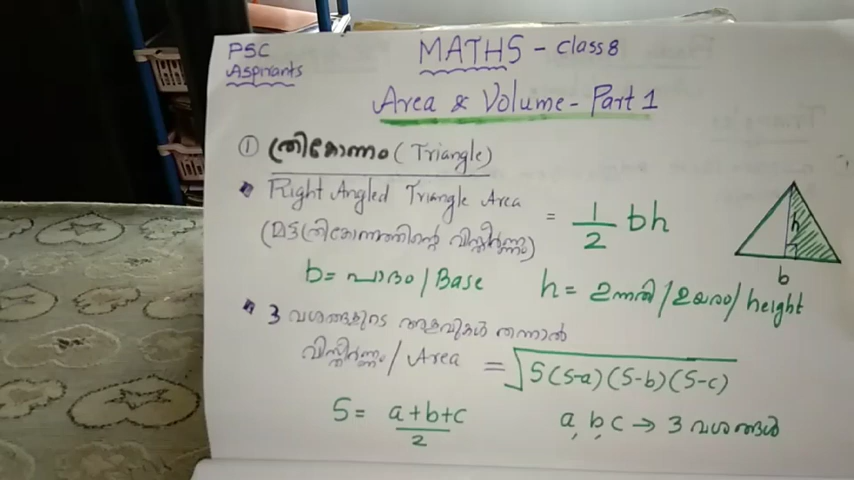 PSC
Aspirants
MATHS - Class 8
Area & Volume - Part 1
① ത്രികോണം (Triangle)
Right Angled Triangle Area
(മട്ടത്രികോണത്തിന്റെ വിസ്തീർണ്ണം) = 1/2 bh
h
b
b = പാദം / Base
h = ഉന്നതി / ഉയരം / height
3 വശങ്ങളുടെ അളവുകൾ തന്നാൽ
വിസ്തീർണ്ണം / Area = √S(S-a)(S-b)(S-c)
S = a+b+c/2
a, b, c → 3 വശങ്ങൾ